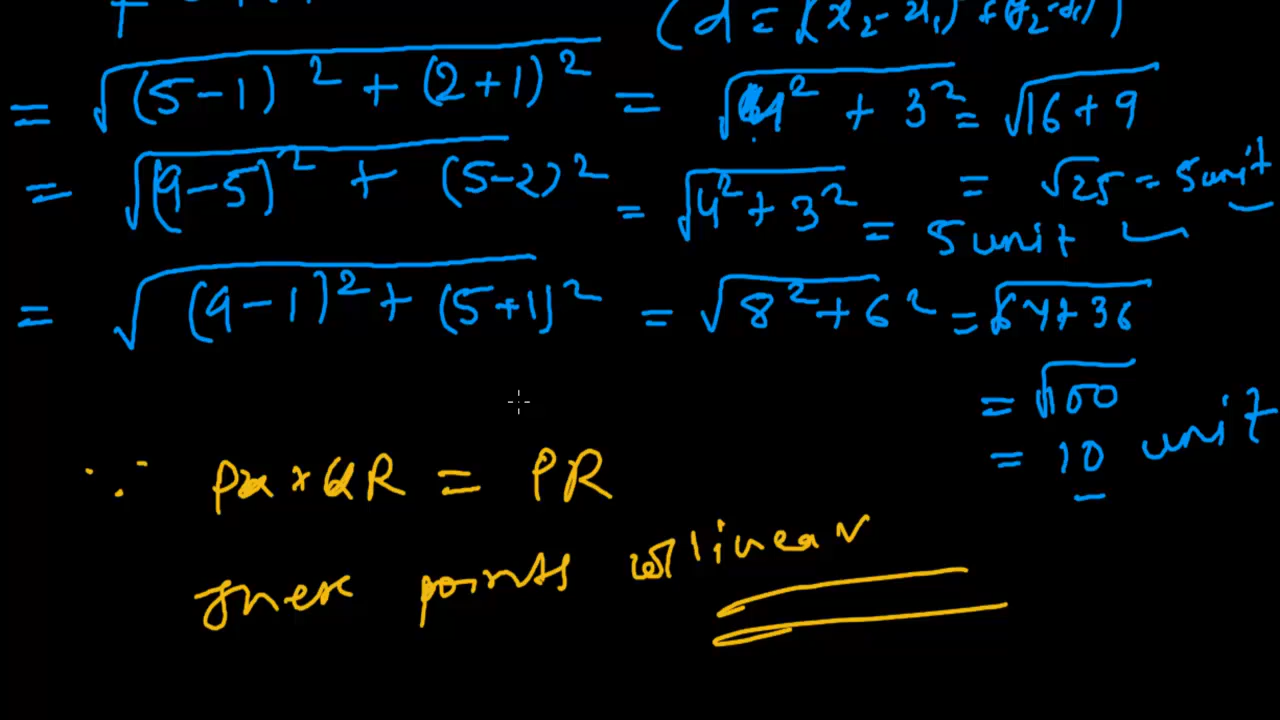 (d = √(x₂-x₁)² + (y₂-y₁)²)
= √(5-1)² + (2+1)² = √4² + 3² = √16+9
= √25 = 5 unit
= √(9-5)² + (5-2)² = √4² + 3² = 5 unit
= √(9-1)² + (5+1)² = √8² + 6² = √64+36
= √100
= 10 unit
∵ PQ + QR = PR
points collinear